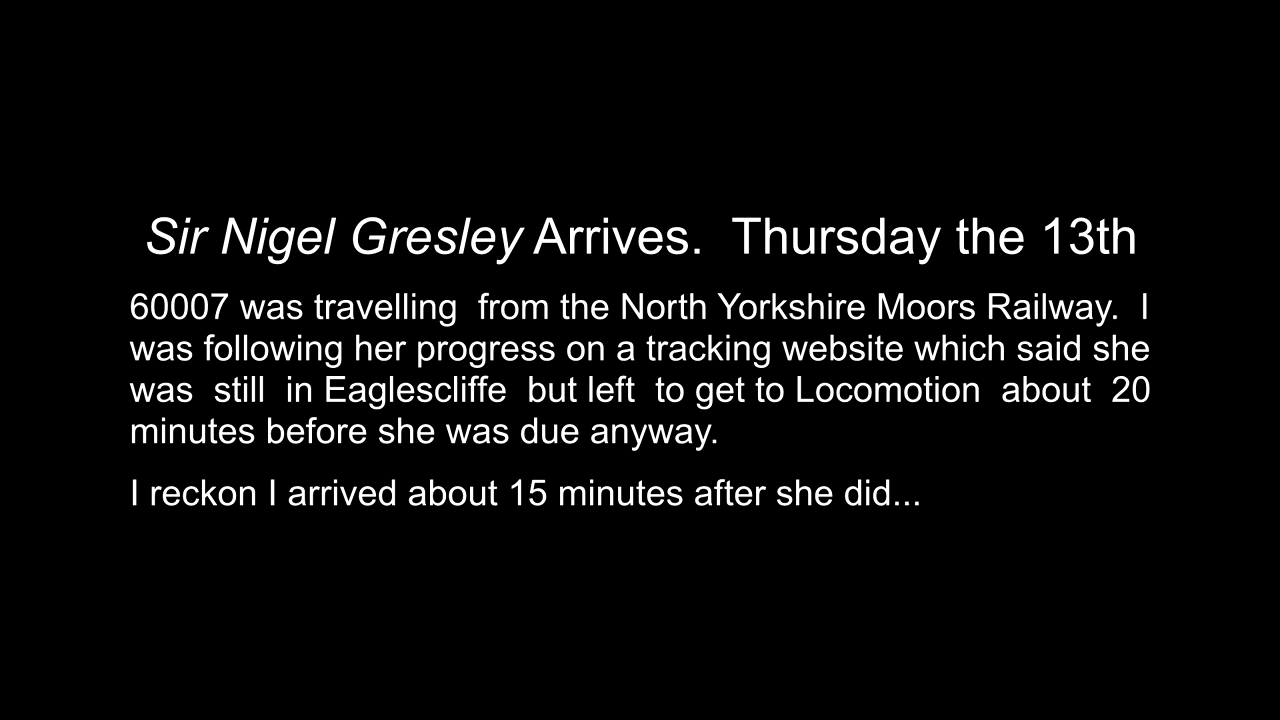 Sir Nigel Gresley Arrives.  Thursday the 13th
60007 was travelling  from the North Yorkshire Moors Railway.  I
was following her progress on a tracking website which said she
was  still  in Eaglescliffe  but left  to get to Locomotion  about  20
minutes before she was due anyway.
I reckon I arrived about 15 minutes after she did...